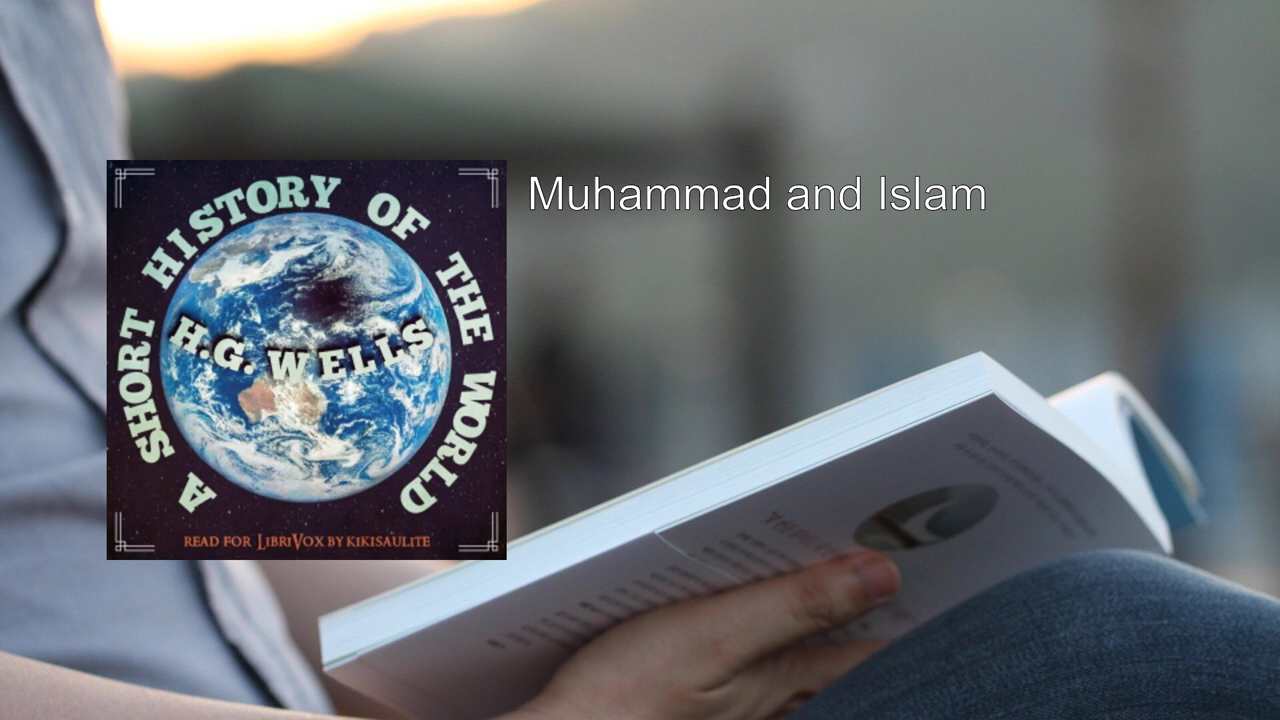 Muhammad and Islam
A SHORT HISTORY OF THE WORLD
H.G. WELLS
READ FOR LIBRIVOX BY KIKISAULITE